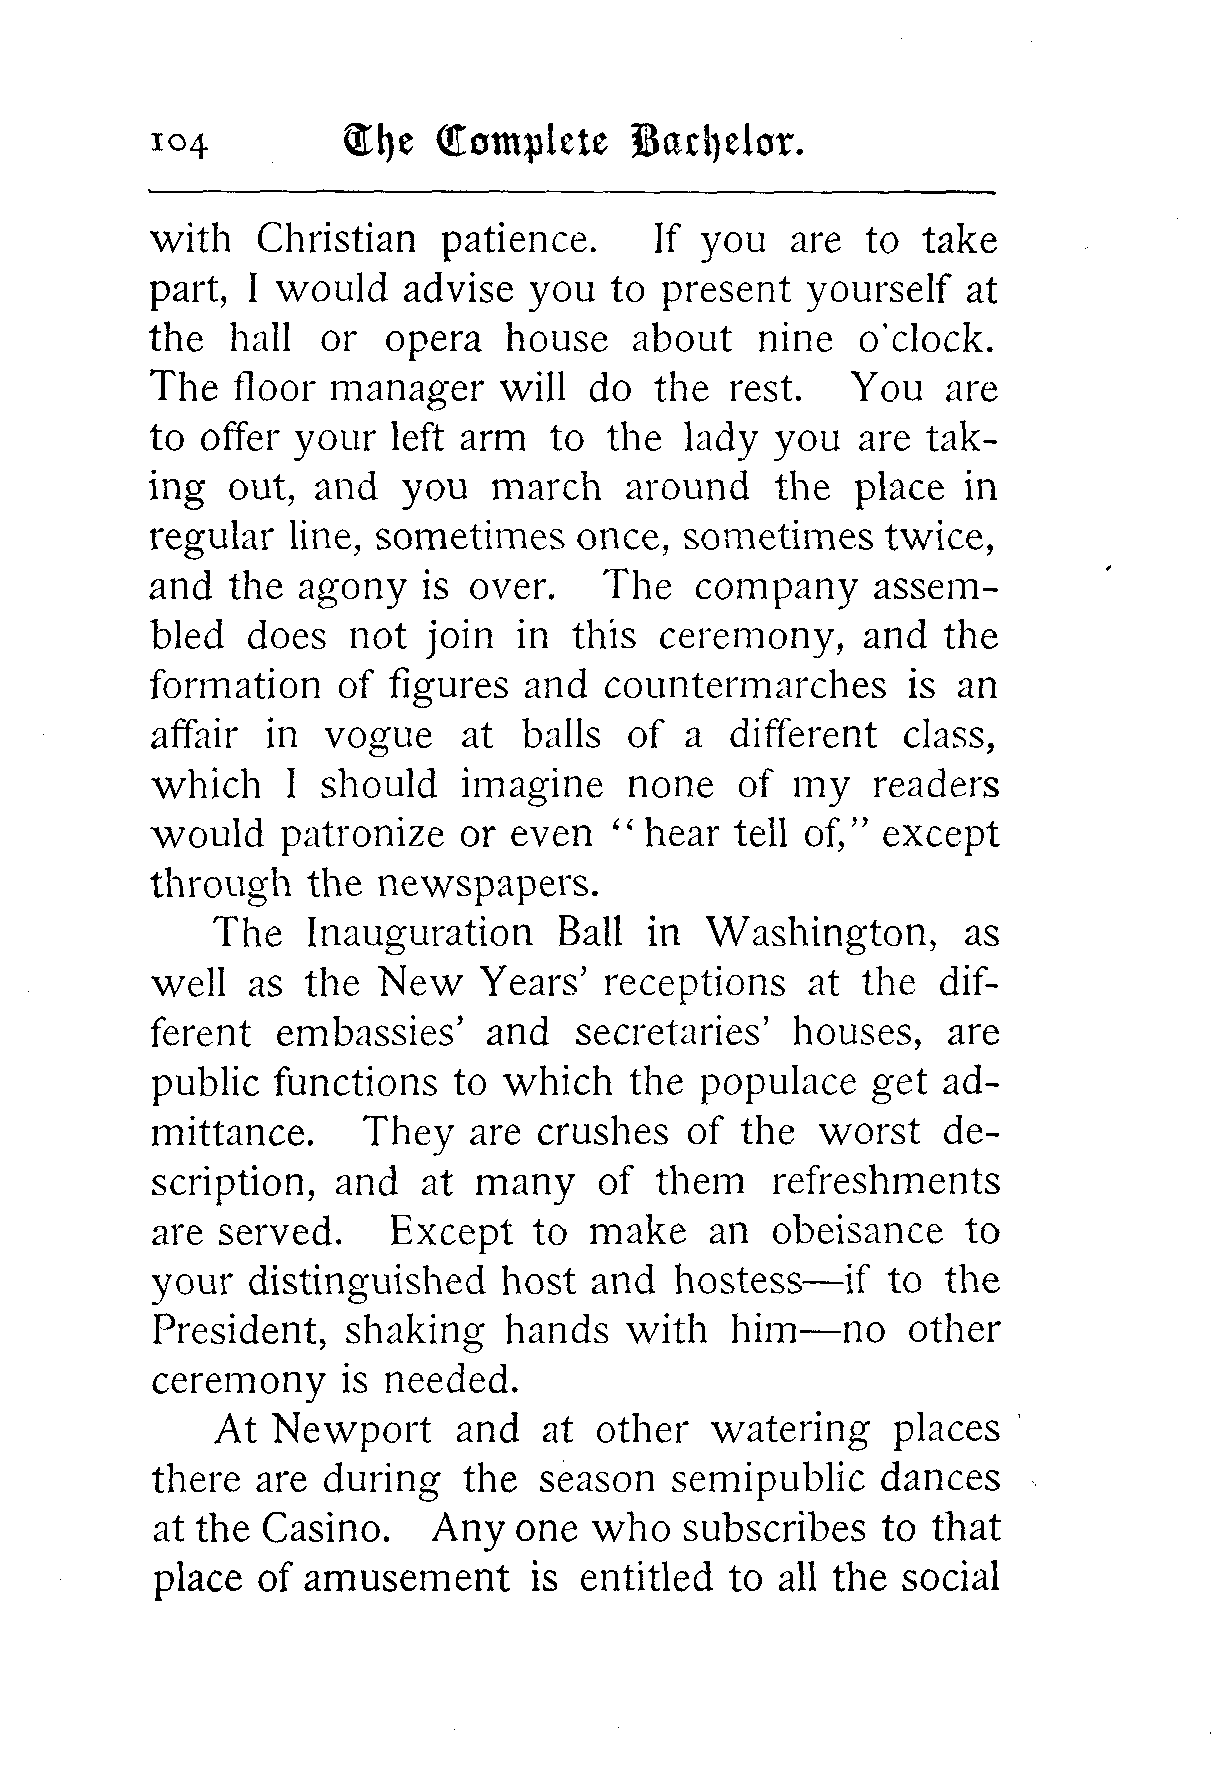 104 The Complete Bachelor.
with Christian patience. If you are to take
part, I would advise you to present yourself at
the hall or opera house about nine o'clock.
The floor manager will do the rest. You are
to offer your left arm to the lady you are tak-
ing out, and you march around the place in
regular line, sometimes once, sometimes twice,
and the agony is over. The company assem-
bled does not join in this ceremony, and the
formation of figures and countermarches is an
affair in vogue at balls of a different class,
which I should imagine none of my readers
would patronize or even “hear tell of,” except
through the newspapers.
The Inauguration Ball in Washington, as
well as the New Years’ receptions at the dif-
ferent embassies’ and secretaries’ houses, are
public functions to which the populace get ad-
mittance. They are crushes of the worst de-
scription, and at many of them refreshments
are served. Except to make an obeisance to
your distinguished host and hostess—if to the
President, shaking hands with him—no other
ceremony is needed.
At Newport and at other watering places
there are during the season semipublic dances
at the Casino. Any one who subscribes to that
place of amusement is entitled to all the social